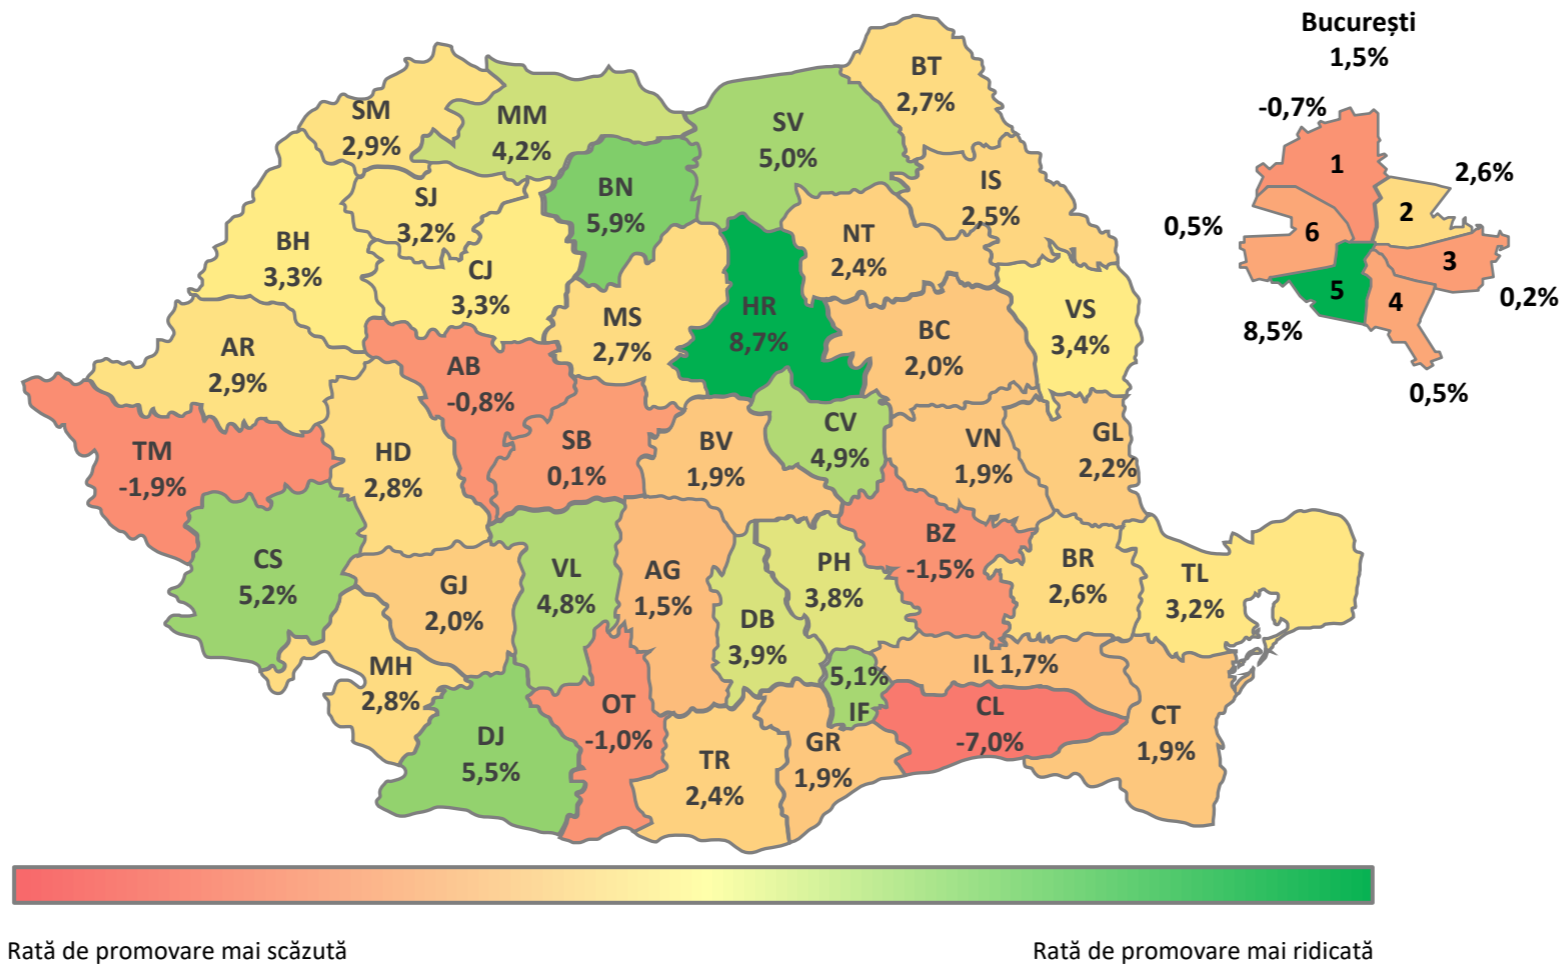 București
1,5%
-0,7%
1
2,6%
2
0,5%
6
3
0,2%
5
4
8,5%
0,5%
BT
2,7%
SM
2,9%
MM
4,2%
SV
5,0%
BN
5,9%
IS
2,5%
SJ
3,2%
BH
3,3%
NT
2,4%
CJ
3,3%
HR
8,7%
MS
2,7%
VS
3,4%
BC
2,0%
AR
2,9%
AB
-0,8%
CV
4,9%
TM
-1,9%
HD
2,8%
SB
0,1%
BV
1,9%
VN
1,9%
GL
2,2%
CS
5,2%
GJ
2,0%
VL
4,8%
AG
1,5%
PH
3,8%
BZ
-1,5%
BR
2,6%
TL
3,2%
DB
3,9%
MH
2,8%
5,1%
IF
IL 1,7%
OT
-1,0%
CL
-7,0%
CT
1,9%
DJ
5,5%
TR
2,4%
GR
1,9%
Rată de promovare mai scăzută
Rată de promovare mai ridicată